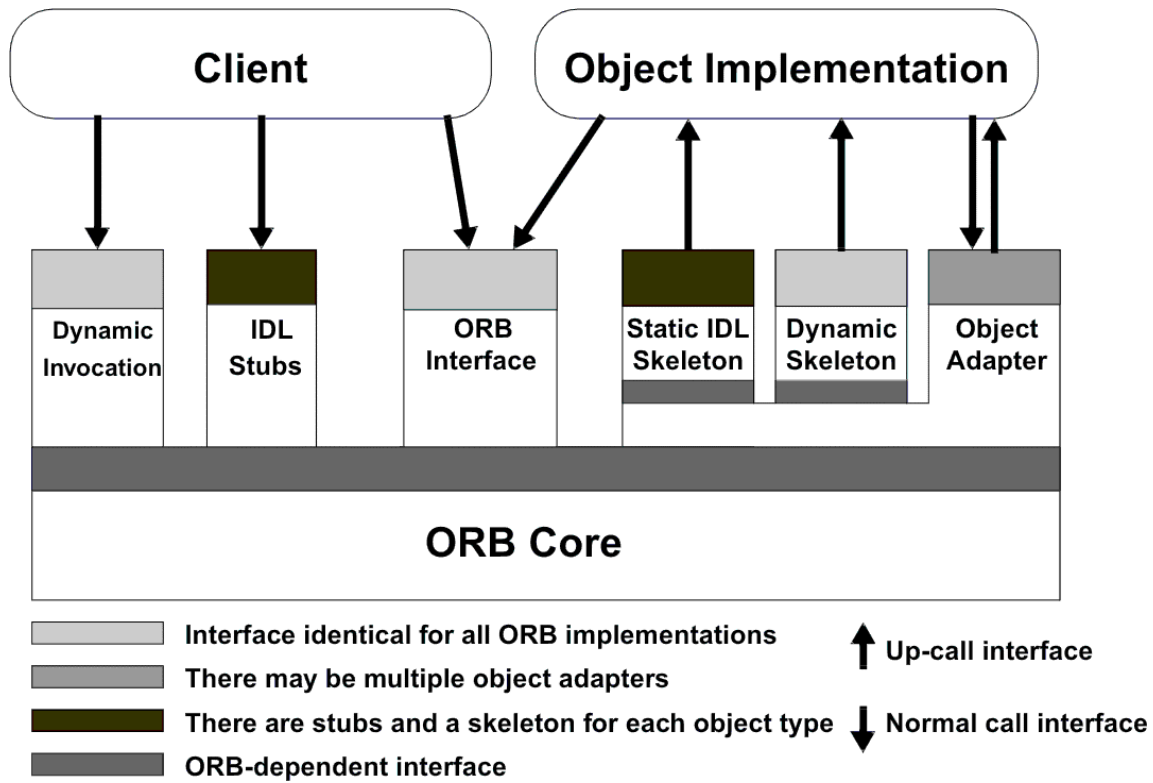 Client
Object Implementation
Dynamic
Invocation
IDL
Stubs
ORB
Interface
Static IDL
Skeleton
Dynamic
Skeleton
Object
Adapter
ORB Core
Interface identical for all ORB implementations
There may be multiple object adapters
There are stubs and a skeleton for each object type
ORB-dependent interface
Up-call interface
Normal call interface